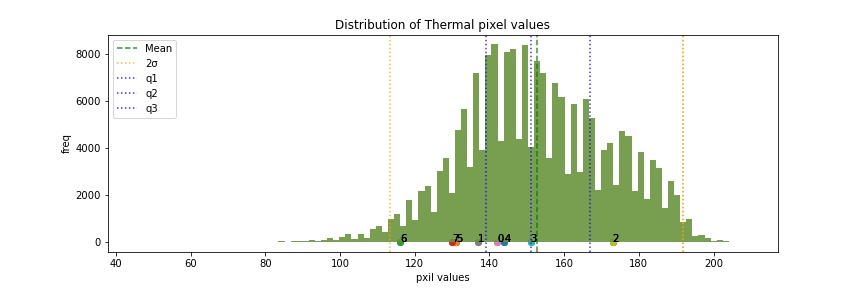 Distribution of Thermal pixel values
Mean
2σ
q1
q2
q3
freq
8000
6000
4000
2000
0
6 7 5 1 0 4 3 2
40 60 80 100 120 140 160 180 200
pxil values